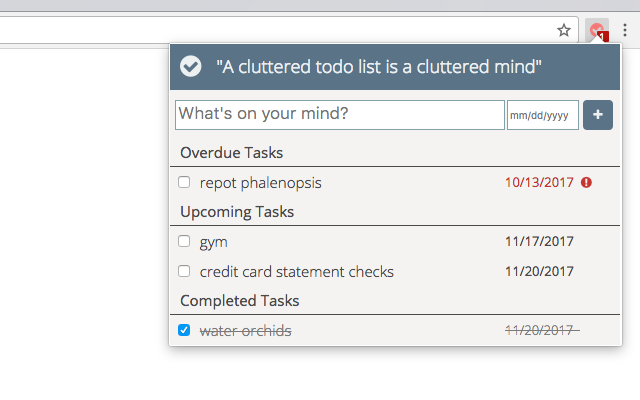 "A cluttered todo list is a cluttered mind"
What's on your mind? mm/dd/yyyy +
Overdue Tasks
repot phalenopsis 10/13/2017
Upcoming Tasks
gym 11/17/2017
credit card statement checks 11/20/2017
Completed Tasks
water orchids 11/20/2017